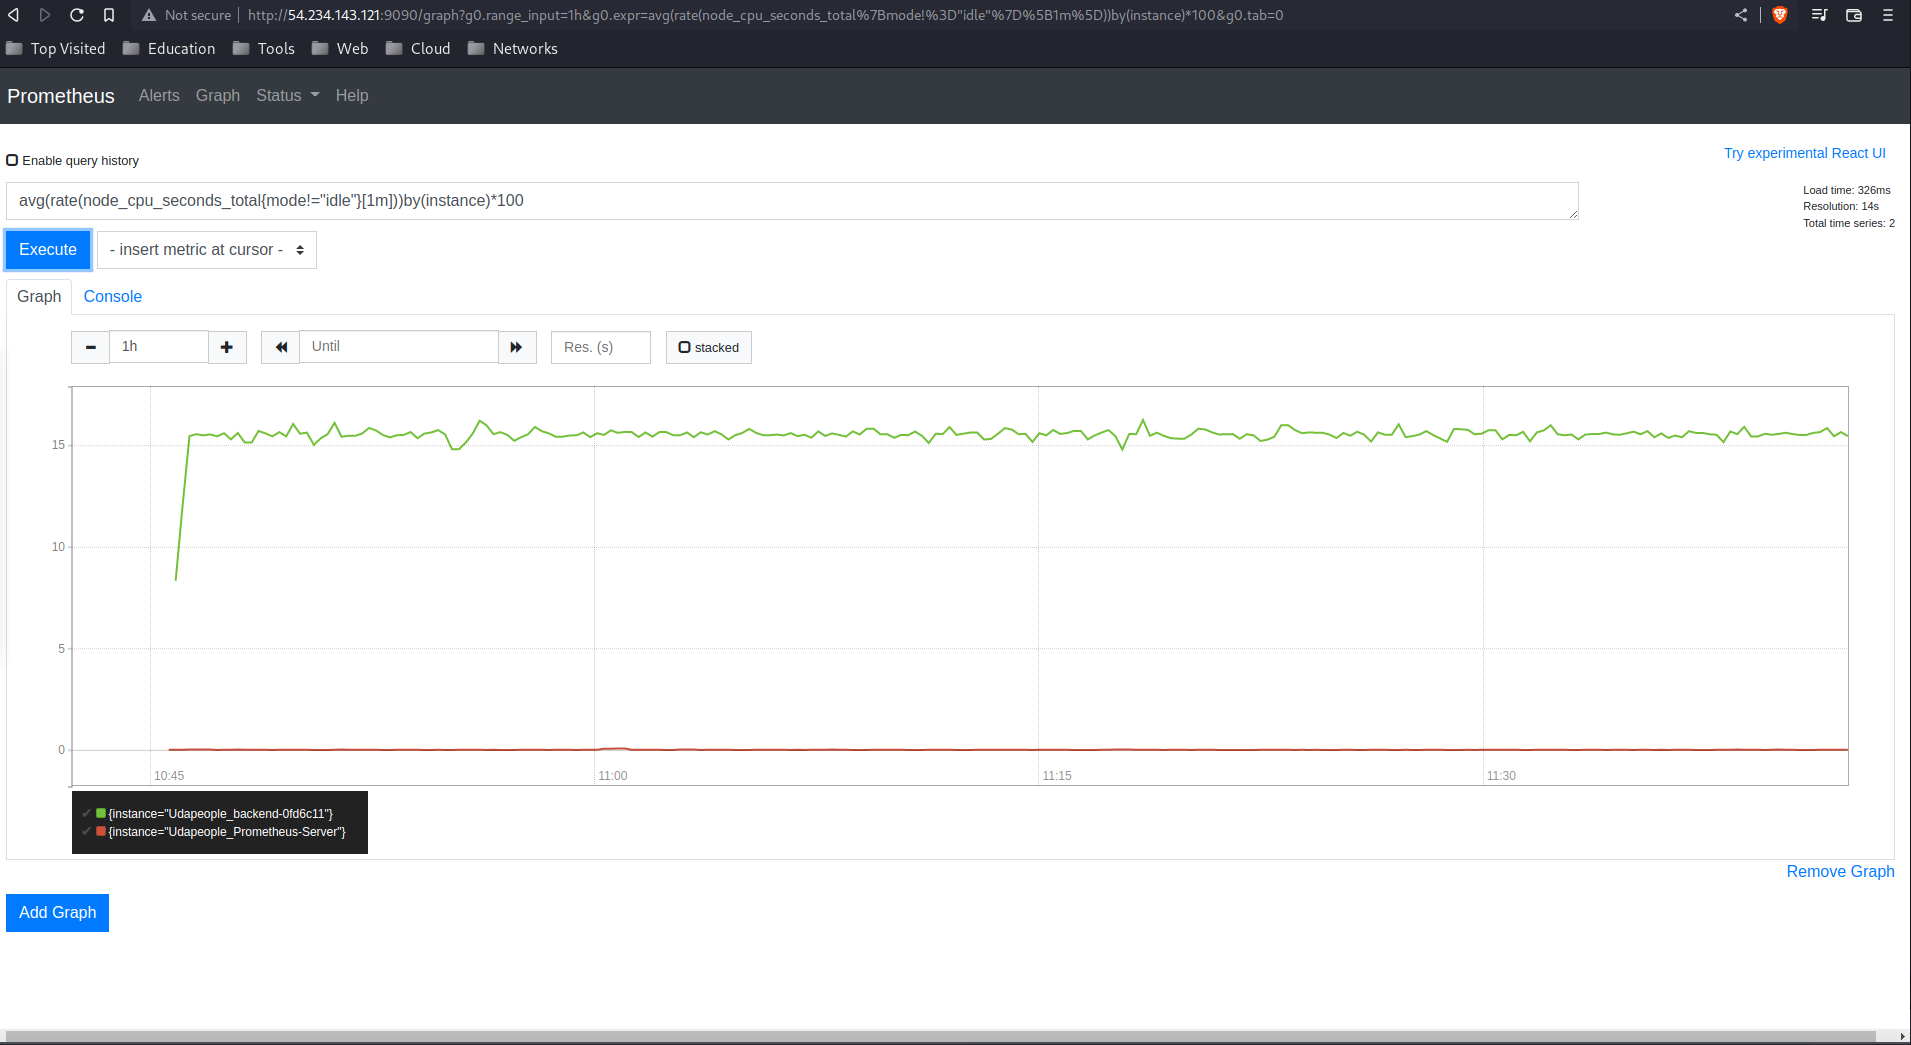 Not secure http://54.234.143.121:9090/graph?g0.range_input=1h&g0.expr=avg(rate(node_cpu_seconds_total%7Bmode!%3D"idle"%7D%5B1m%5D))by(instance)*100&g0.tab=0
Top Visited Education Tools Web Cloud Networks
Prometheus Alerts Graph Status Help
Enable query history
Try experimental React UI
avg(rate(node_cpu_seconds_total{mode!="idle"}[1m]))by(instance)*100
Load time: 326ms
Resolution: 14s
Total time series: 2
Execute - insert metric at cursor -
Graph Console
1h Until Res. (s) stacked
15
10
5
0
10:45 11:00 11:15 11:30
{instance="Udapeople_backend-0fd6c11"}
{instance="Udapeople_Prometheus-Server"}
Remove Graph
Add Graph